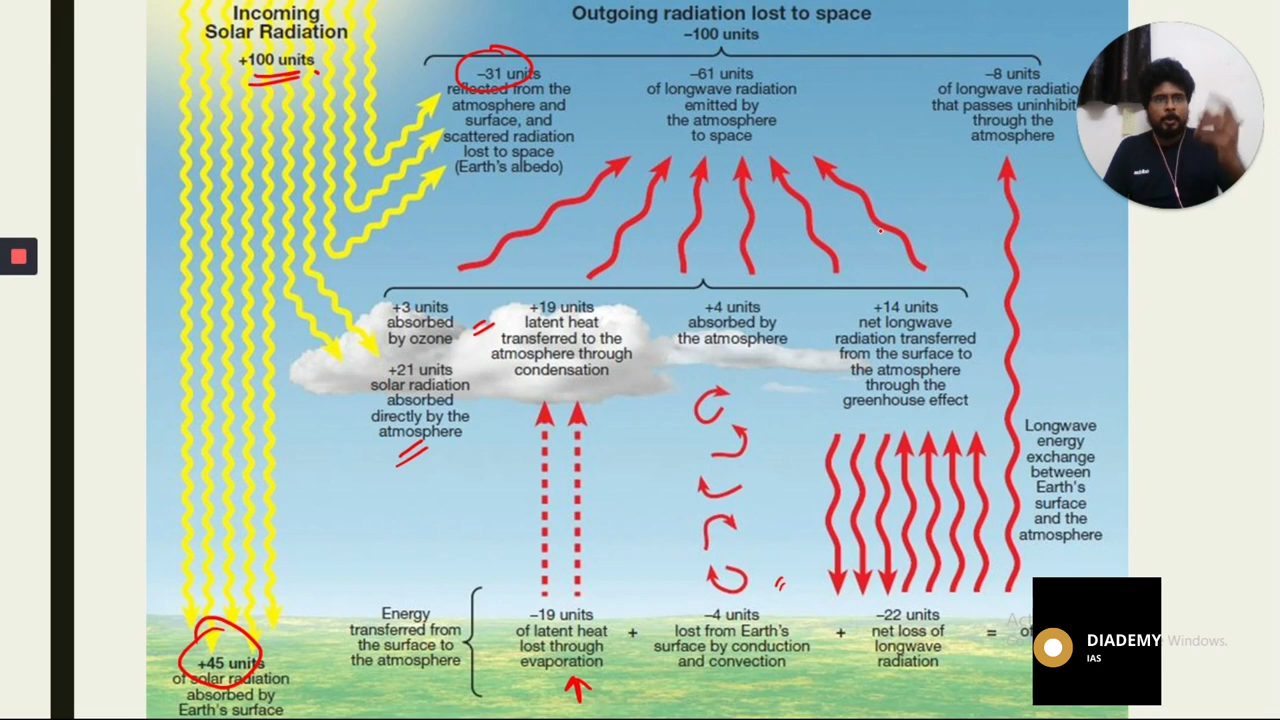 Incoming
Solar Radiation
+100 units
Outgoing radiation lost to space
–100 units
–31 units
reflected from the
atmosphere and
surface, and
scattered radiation
lost to space
(Earth's albedo)
–61 units
of longwave radiation
emitted by
the atmosphere
to space
–8 units
of longwave
that passes
through the
atmosphere
+3 units
absorbed
by ozone
+21 units
solar radiation
absorbed
directly by the
atmosphere
+19 units
latent heat
transferred to the
atmosphere through
condensation
+4 units
absorbed by
the atmosphere
+14 units
net longwave
radiation transferred
from the surface to
the atmosphere
through the
greenhouse effect
Longwave
energy
exchange
between
Earth's
surface
and the
atmosphere
+45 units
of solar radiation
absorbed by
Earth's surface
Energy
transferred from
the surface to
the atmosphere
–19 units
of latent heat
lost through
evaporation
+
–4 units
lost from Earth's
surface by conduction
and convection
+
–22 units
net loss of
longwave
radiation
=
DIADEMY
IAS
Windows.